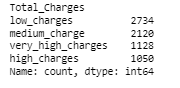 Total_Charges
low_charges 2734
medium_charge 2120
very_high_charges 1128
high_charges 1050
Name: count, dtype: int64